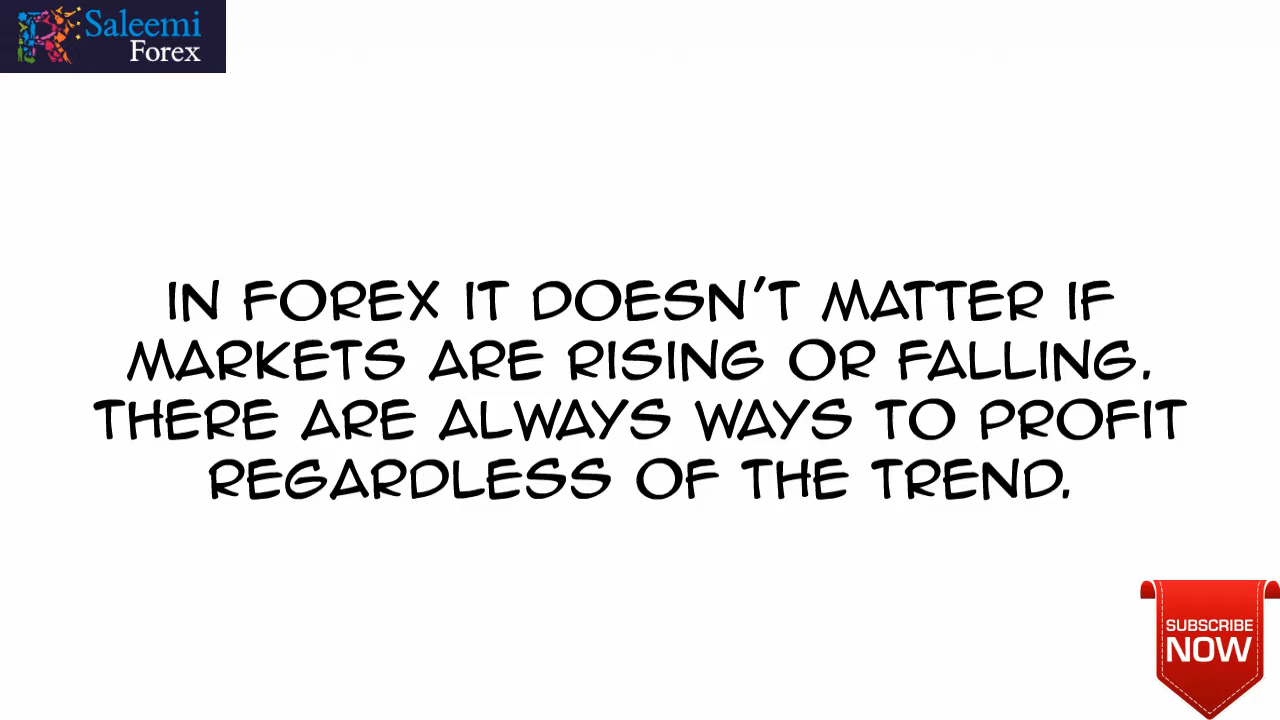 Saleemi
Forex
IN FOREX IT DOESN'T MATTER IF
MARKETS ARE RISING OR FALLING.
THERE ARE ALWAYS WAYS TO PROFIT
REGARDLESS OF THE TREND.
SUBSCRIBE
NOW